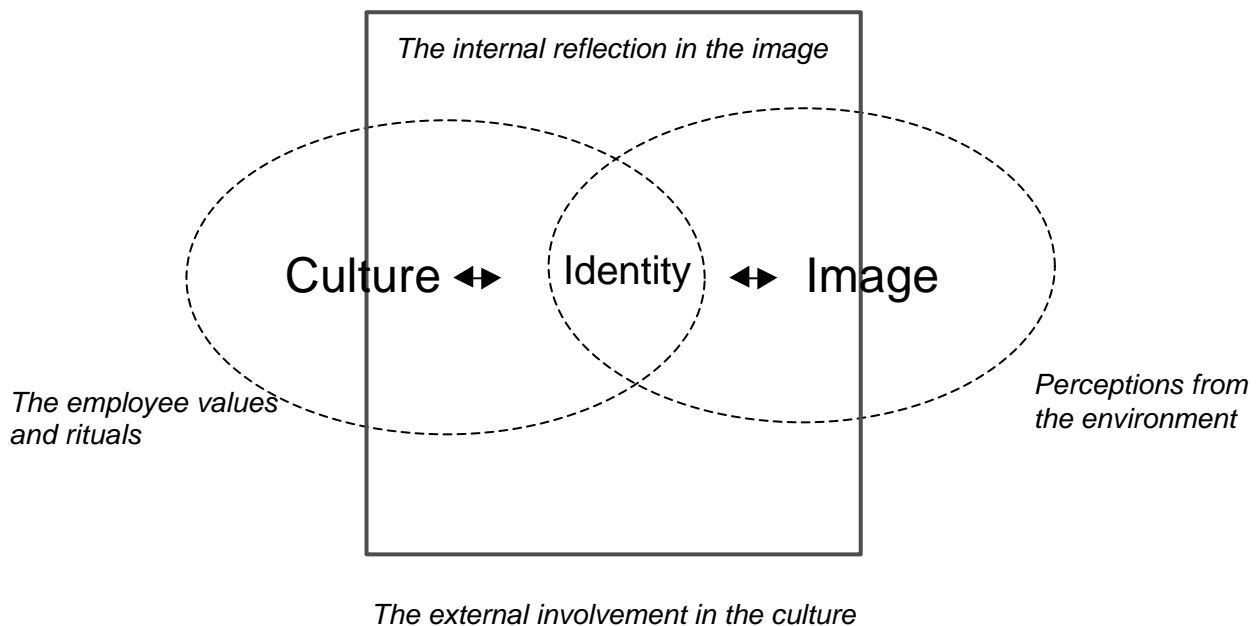 The internal reflection in the image
Culture Identity Image
The employee values
and rituals
Perceptions from
the environment
The external involvement in the culture